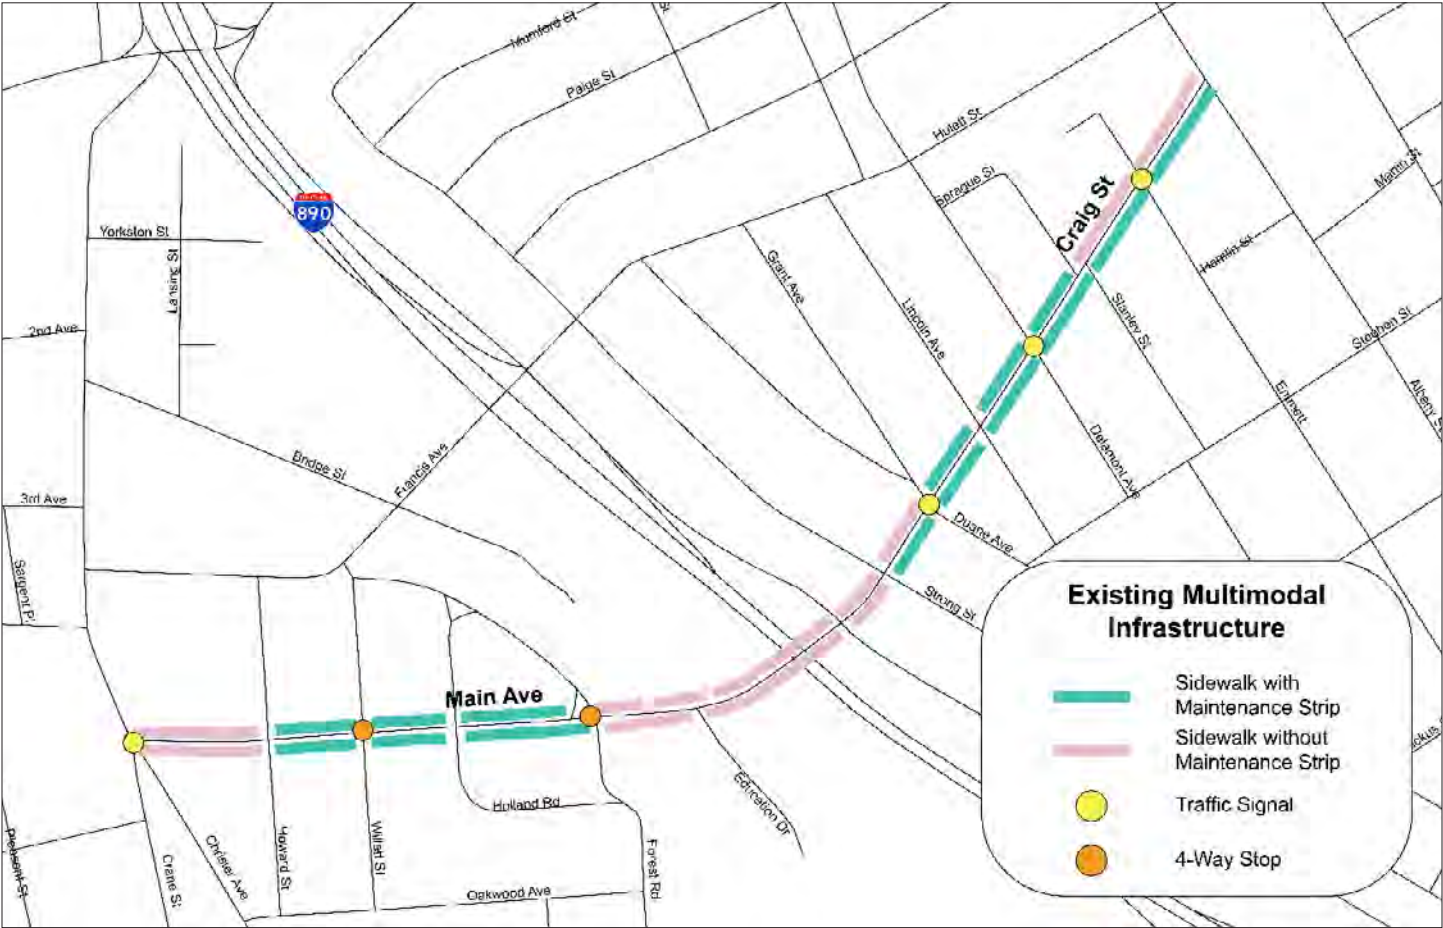 Mumford St
St
Paige St
Hulett St
Martin St
Sprague St
Craig St
890
Yorkston St
Lansing St
Hamlin St
Grant Ave
Lincoln Ave
Stanley St
Stephen St
2nd Ave
Emmett
Albany St
Delamont Ave
Bridge St
Francis Ave
3rd Ave
Duane Ave
Sargent Pl
Strong St
Existing Multimodal
Infrastructure
Sidewalk with
Maintenance Strip
Sidewalk without
Maintenance Strip
Traffic Signal
4-Way Stop
Main Ave
Education Dr
Holland Rd
Pleasant St
Crane St
Chrisler Ave
Howard St
Willett St
Forest Rd
Oakwood Ave